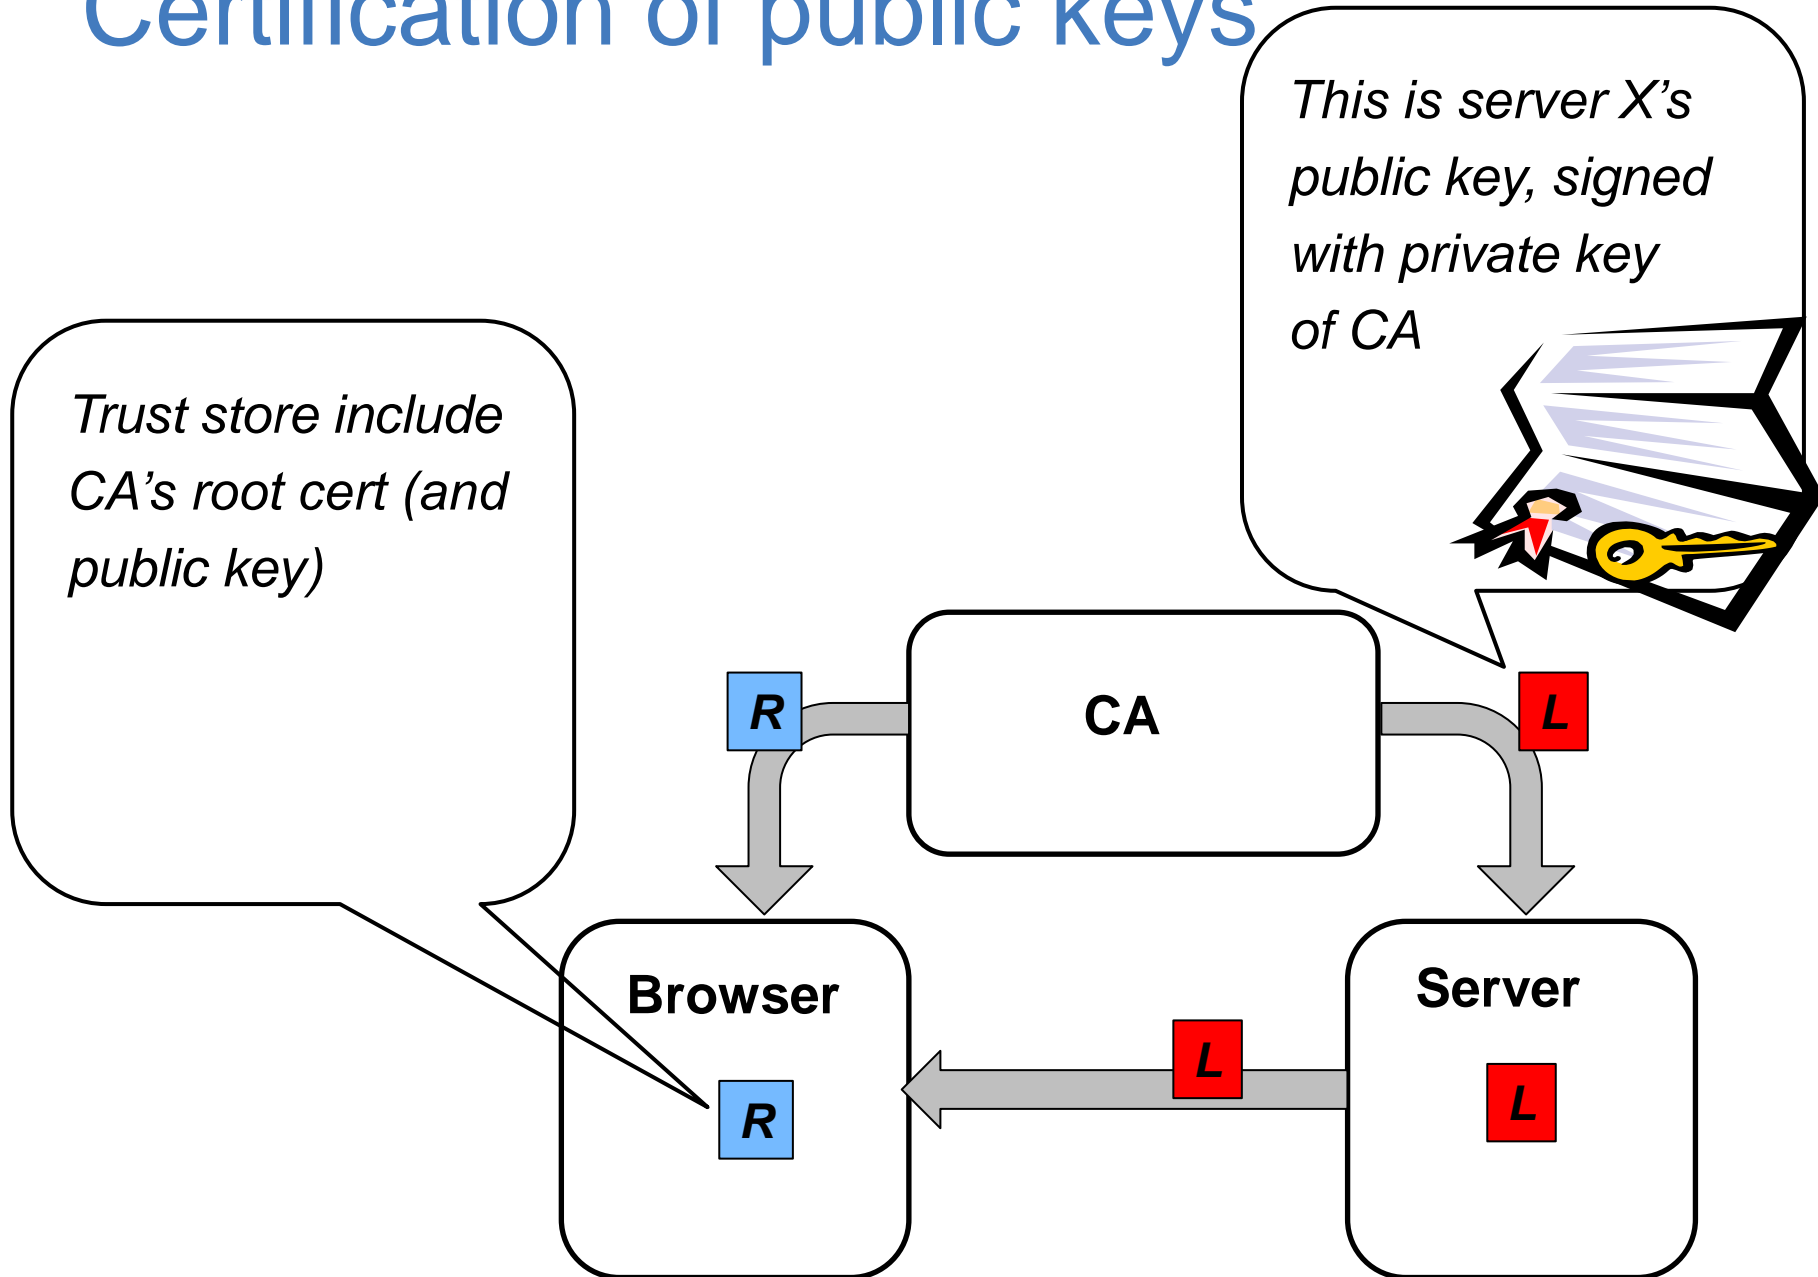 Certification of public keys
This is server X’s
public key, signed
with private key
of CA
Trust store include
CA’s root cert (and
public key)
R
CA
L
Browser
Server
L
R
L